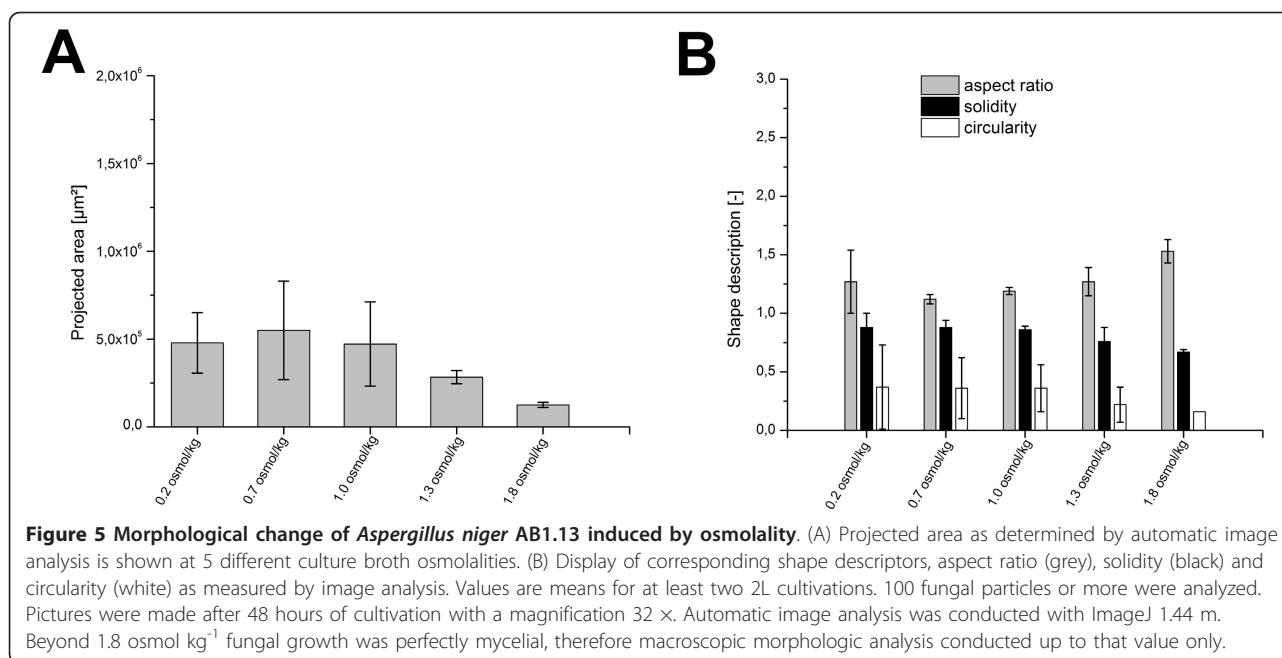 A
2,0x10⁶
1,5x10⁶
1,0x10⁶
5,0x10⁵
0,0
Projected area [µm²]
0.2 osmol/kg
0.7 osmol/kg
1.0 osmol/kg
1.3 osmol/kg
1.8 osmol/kg
B
3,0
2,5
2,0
1,5
1,0
0,5
0,0
Shape description [-]
aspect ratio
solidity
circularity
0.2 osmol/kg
0.7 osmol/kg
1.0 osmol/kg
1.3 osmol/kg
1.8 osmol/kg
Figure 5 Morphological change of Aspergillus niger AB1.13 induced by osmolality. (A) Projected area as determined by automatic image
analysis is shown at 5 different culture broth osmolalities. (B) Display of corresponding shape descriptors, aspect ratio (grey), solidity (black) and
circularity (white) as measured by image analysis. Values are means for at least two 2L cultivations. 100 fungal particles or more were analyzed.
Pictures were made after 48 hours of cultivation with a magnification 32 ×. Automatic image analysis was conducted with ImageJ 1.44 m.
Beyond 1.8 osmol kg⁻¹ fungal growth was perfectly mycelial, therefore macroscopic morphologic analysis conducted up to that value only.